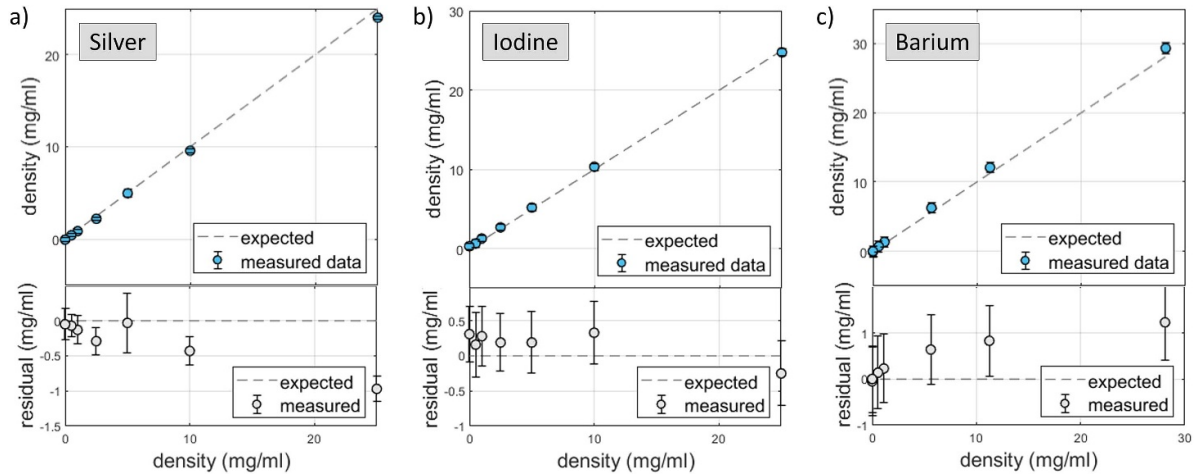 a)
Silver
density (mg/ml)
20
10
0
expected
measured data
residual (mg/ml)
0
-0.5
-1
-1.5
expected
measured
0
20
density (mg/ml)
b)
Iodine
density (mg/ml)
30
20
10
0
expected
measured data
residual (mg/ml)
0.5
0
-0.5
-1
expected
measured
0
10
20
density (mg/ml)
c)
Barium
density (mg/ml)
30
20
10
0
expected
measured data
residual (mg/ml)
1
0
-1
expected
measured
0
10
20
30
density (mg/ml)